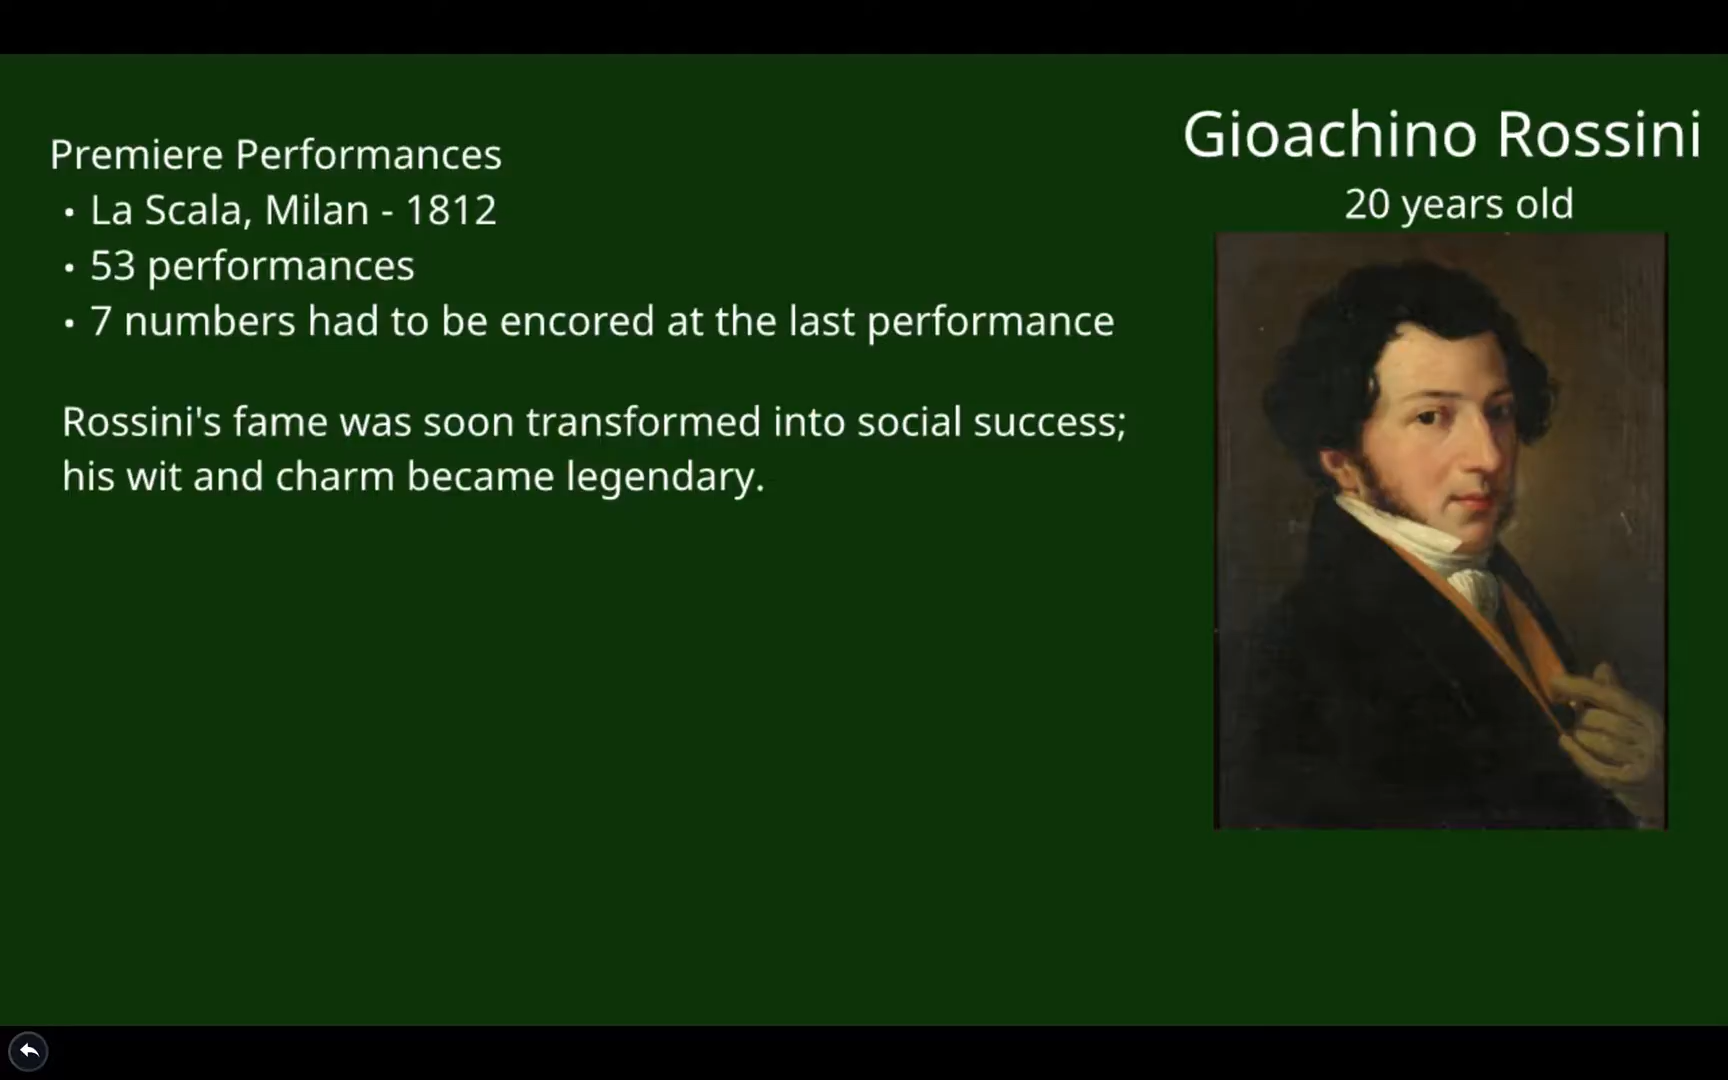 Gioachino Rossini
20 years old
Premiere Performances
• La Scala, Milan - 1812
• 53 performances
• 7 numbers had to be encored at the last performance
Rossini's fame was soon transformed into social success;
his wit and charm became legendary.